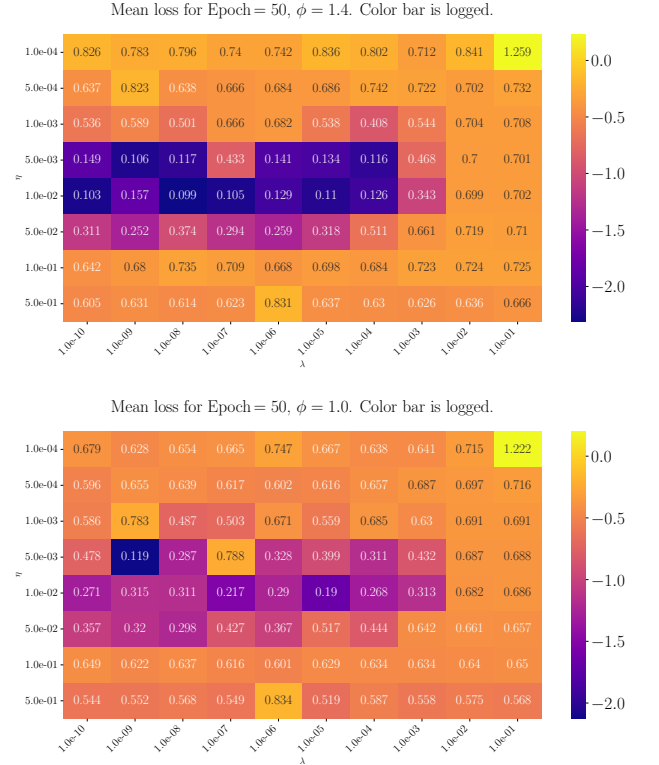 Mean loss for Epoch = 50, ϕ = 1.4. Color bar is logged.
1.0e-04 0.826 0.783 0.796 0.74 0.742 0.836 0.802 0.712 0.841 1.259
5.0e-04 0.637 0.823 0.638 0.666 0.684 0.686 0.742 0.722 0.702 0.732
1.0e-03 0.536 0.589 0.501 0.666 0.682 0.538 0.408 0.544 0.704 0.708
5.0e-03 0.149 0.106 0.117 0.433 0.141 0.134 0.116 0.468 0.7 0.701
1.0e-02 0.103 0.157 0.099 0.105 0.129 0.11 0.126 0.343 0.699 0.702
5.0e-02 0.311 0.252 0.374 0.294 0.259 0.318 0.511 0.661 0.719 0.71
1.0e-01 0.642 0.68 0.735 0.709 0.668 0.698 0.684 0.723 0.724 0.725
5.0e-01 0.605 0.631 0.614 0.623 0.831 0.637 0.63 0.626 0.636 0.666
η
1.0e-10 1.0e-09 1.0e-08 1.0e-07 1.0e-06 1.0e-05 1.0e-04 1.0e-03 1.0e-02 1.0e-01
λ
0.0
−0.5
−1.0
−1.5
−2.0
Mean loss for Epoch = 50, ϕ = 1.0. Color bar is logged.
1.0e-04 0.679 0.628 0.654 0.665 0.747 0.667 0.638 0.641 0.715 1.222
5.0e-04 0.596 0.655 0.639 0.617 0.602 0.616 0.657 0.687 0.697 0.716
1.0e-03 0.586 0.783 0.487 0.503 0.671 0.559 0.685 0.63 0.691 0.691
5.0e-03 0.478 0.119 0.287 0.788 0.328 0.399 0.311 0.432 0.687 0.688
1.0e-02 0.271 0.315 0.311 0.217 0.29 0.19 0.268 0.313 0.682 0.686
5.0e-02 0.357 0.32 0.298 0.427 0.367 0.517 0.444 0.642 0.661 0.657
1.0e-01 0.649 0.622 0.637 0.616 0.601 0.629 0.634 0.634 0.64 0.65
5.0e-01 0.544 0.552 0.568 0.549 0.834 0.519 0.587 0.558 0.575 0.568
η
1.0e-10 1.0e-09 1.0e-08 1.0e-07 1.0e-06 1.0e-05 1.0e-04 1.0e-03 1.0e-02 1.0e-01
λ
0.0
−0.5
−1.0
−1.5
−2.0